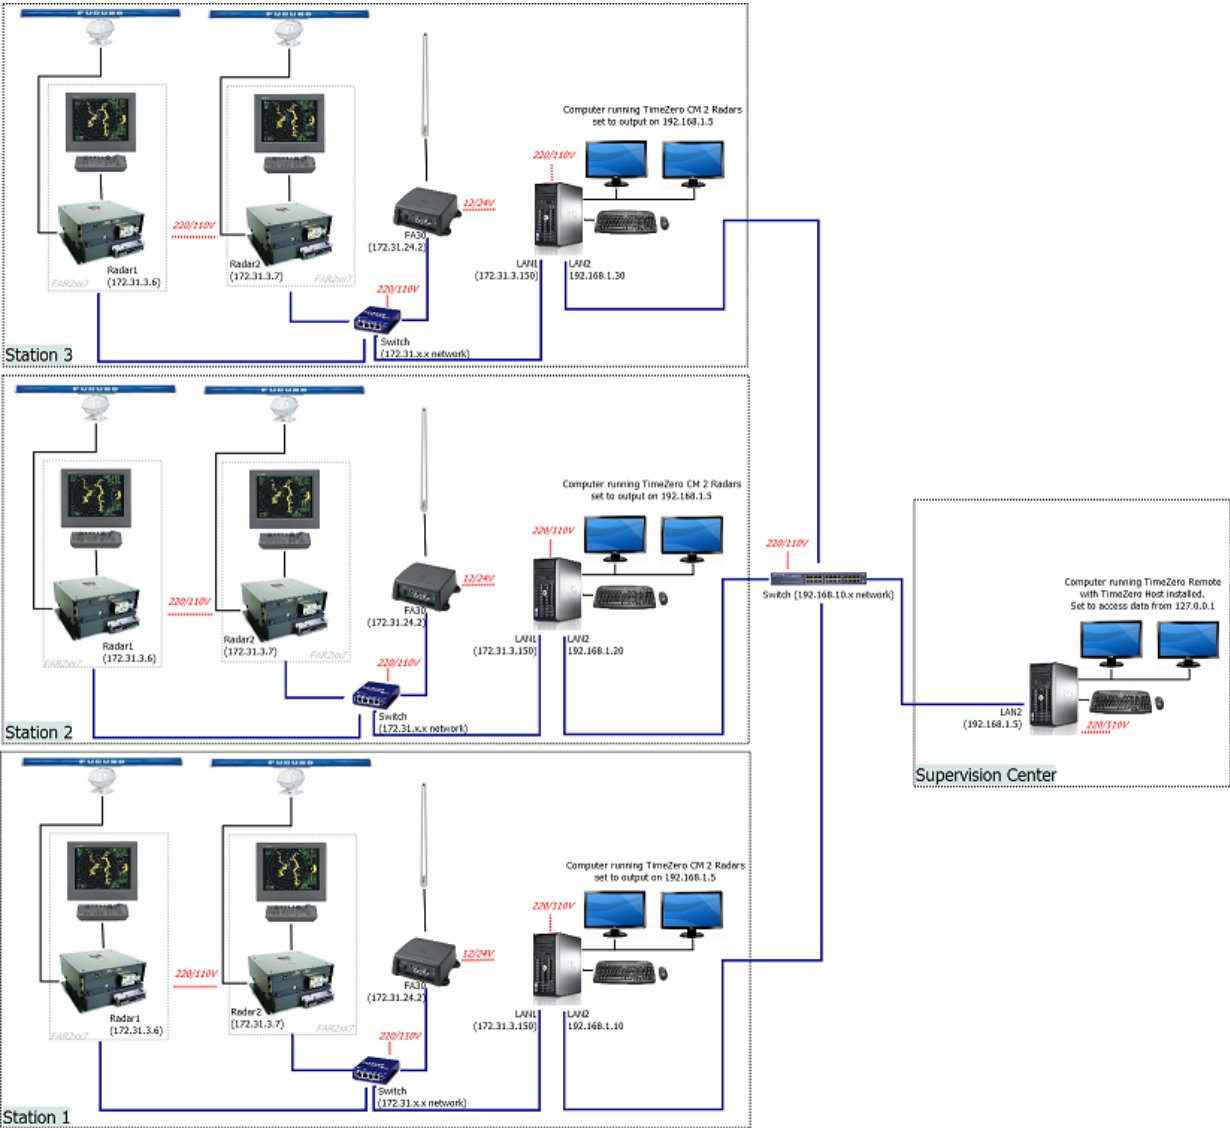 FURUNO
FURUNO
Computer running TimeZero CM 2 Radars
set to output on 192.168.1.5
220/110V
220/110V
12/24V
FA30
(172.31.24.2)
Radar1
(172.31.3.6)
FAR2xx7
Radar2
(172.31.3.7)
FAR2xx7
LAN1
(172.31.3.150)
LAN2
192.168.1.30
220/110V
Switch
(172.31.x.x network)
Station 3
FURUNO
FURUNO
Computer running TimeZero CM 2 Radars
set to output on 192.168.1.5
220/110V
220/110V
12/24V
FA30
(172.31.24.2)
Radar1
(172.31.3.6)
FAR2xx7
Radar2
(172.31.3.7)
FAR2xx7
LAN1
(172.31.3.150)
LAN2
192.168.1.20
220/110V
Switch
(172.31.x.x network)
Station 2
220/110V
Switch (192.168.10.x network)
Computer running TimeZero Remote
with TimeZero Host installed.
Set to access data from 127.0.0.1
LAN2
(192.168.1.5)
220/110V
Supervision Center
FURUNO
FURUNO
Computer running TimeZero CM 2 Radars
set to output on 192.168.1.5
220/110V
220/110V
12/24V
FA30
(172.31.24.2)
Radar1
(172.31.3.6)
FAR2xx7
Radar2
(172.31.3.7)
FAR2xx7
LAN1
(172.31.3.150)
LAN2
192.168.1.10
220/110V
Switch
(172.31.x.x network)
Station 1